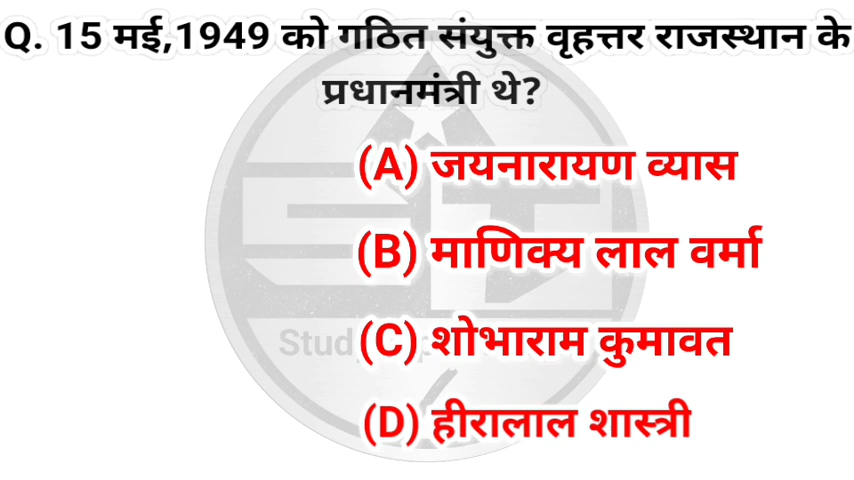 Q. 15 मई,1949 को गठित संयुक्त वृहत्तर राजस्थान के
प्रधानमंत्री थे?
(A) जयनारायण व्यास
(B) माणिक्य लाल वर्मा
(C) शोभाराम कुमावत
(D) हीरालाल शास्त्री